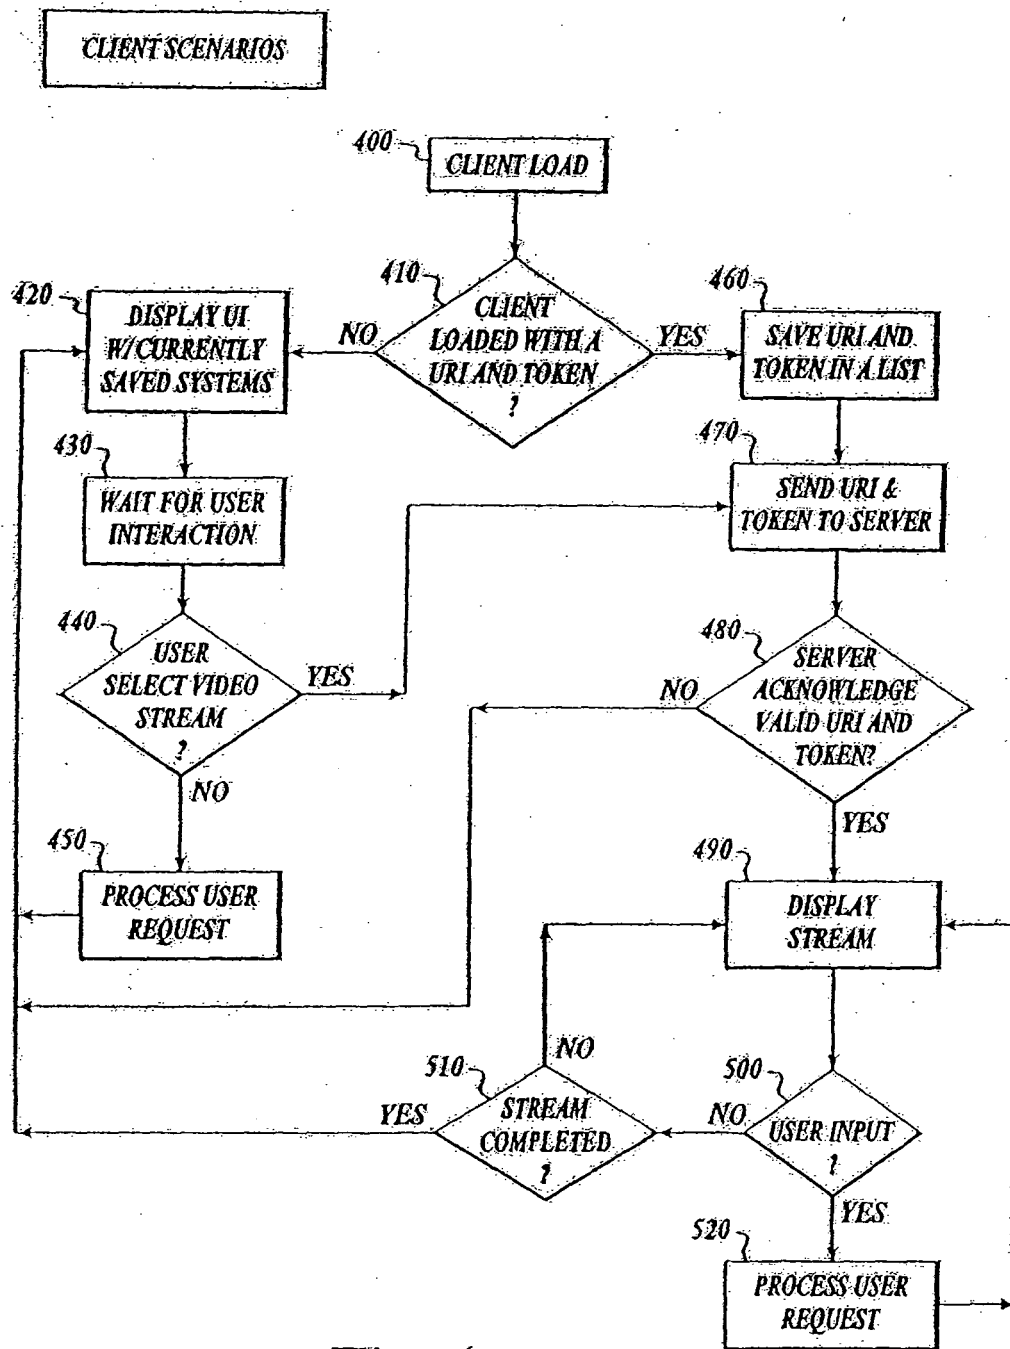 CLIENT SCENARIOS
400
CLIENT LOAD
410
CLIENT
LOADED WITH A
URI AND TOKEN
?
NO
YES
420
DISPLAY UI
W/CURRENTLY
SAVED SYSTEMS
460
SAVE URI AND
TOKEN IN A LIST
430
WAIT FOR USER
INTERACTION
470
SEND URI &
TOKEN TO SERVER
440
USER
SELECT VIDEO
STREAM
?
YES
NO
480
SERVER
ACKNOWLEDGE
VALID URI AND
TOKEN?
NO
YES
450
PROCESS USER
REQUEST
490
DISPLAY
STREAM
510
STREAM
COMPLETED
?
NO
YES
500
USER INPUT
?
NO
YES
520
PROCESS USER
REQUEST